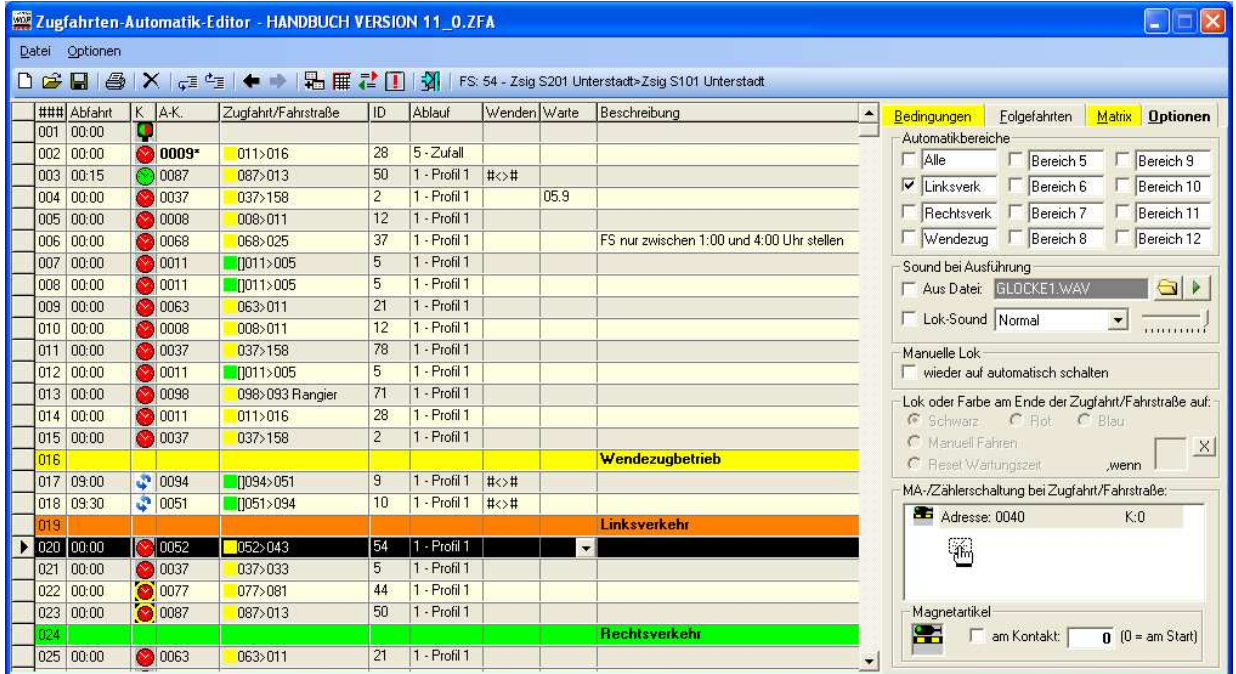 Zugfahrten-Automatik-Editor - HANDBUCH VERSION 11_0.ZFA
Datei Optionen
FS: 54 - Zsig S201 Unterstadt>Zsig S101 Unterstadt
### Abfahrt K A-K. Zugfahrt/Fahrstraße ID Ablauf Wenden Warte Beschreibung
001 00:00
002 00:00 0009* 011>016 28 5 - Zufall
003 00:15 0087 087>013 50 1 - Profil 1 #<>#
004 00:00 0037 037>158 2 1 - Profil 1 05.9
005 00:00 0008 008>011 12 1 - Profil 1
006 00:00 0068 068>025 37 1 - Profil 1 FS nur zwischen 1:00 und 4:00 Uhr stellen
007 00:00 0011 []011>005 5 1 - Profil 1
008 00:00 0011 []011>005 5 1 - Profil 1
009 00:00 0063 063>011 21 1 - Profil 1
010 00:00 0008 008>011 12 1 - Profil 1
011 00:00 0037 037>158 78 1 - Profil 1
012 00:00 0011 []011>005 5 1 - Profil 1
013 00:00 0098 098>093 Rangier 71 1 - Profil 1
014 00:00 0011 011>016 28 1 - Profil 1
015 00:00 0037 037>158 2 1 - Profil 1
016 Wendezugbetrieb
017 09:00 0094 []094>051 9 1 - Profil 1 #<>#
018 09:30 0051 []051>094 10 1 - Profil 1 #<>#
019 Linksverkehr
020 00:00 0052 052>043 54 1 - Profil 1
021 00:00 0037 037>033 5 1 - Profil 1
022 00:00 0077 077>081 44 1 - Profil 1
023 00:00 0087 087>013 50 1 - Profil 1
024 Rechtsverkehr
025 00:00 0063 063>011 21 1 - Profil 1
Bedingungen Folgefahrten Matrix Optionen
Automatikbereiche
Alle Bereich 5 Bereich 9
Linksverk Bereich 6 Bereich 10
Rechtsverk Bereich 7 Bereich 11
Wendezug Bereich 8 Bereich 12
Sound bei Ausführung
Aus Datei: GLOCKE1.WAV
Lok-Sound Normal
Manuelle Lok
wieder auf automatisch schalten
Lok oder Farbe am Ende der Zugfahrt/Fahrstraße auf:
Schwarz Rot Blau
Manuell Fahren
Reset Wartungszeit ,wenn X
MA-/Zählerschaltung bei Zugfahrt/Fahrstraße:
Adresse: 0040 K:0
Magnetartikel
am Kontakt: 0 (0 = am Start)